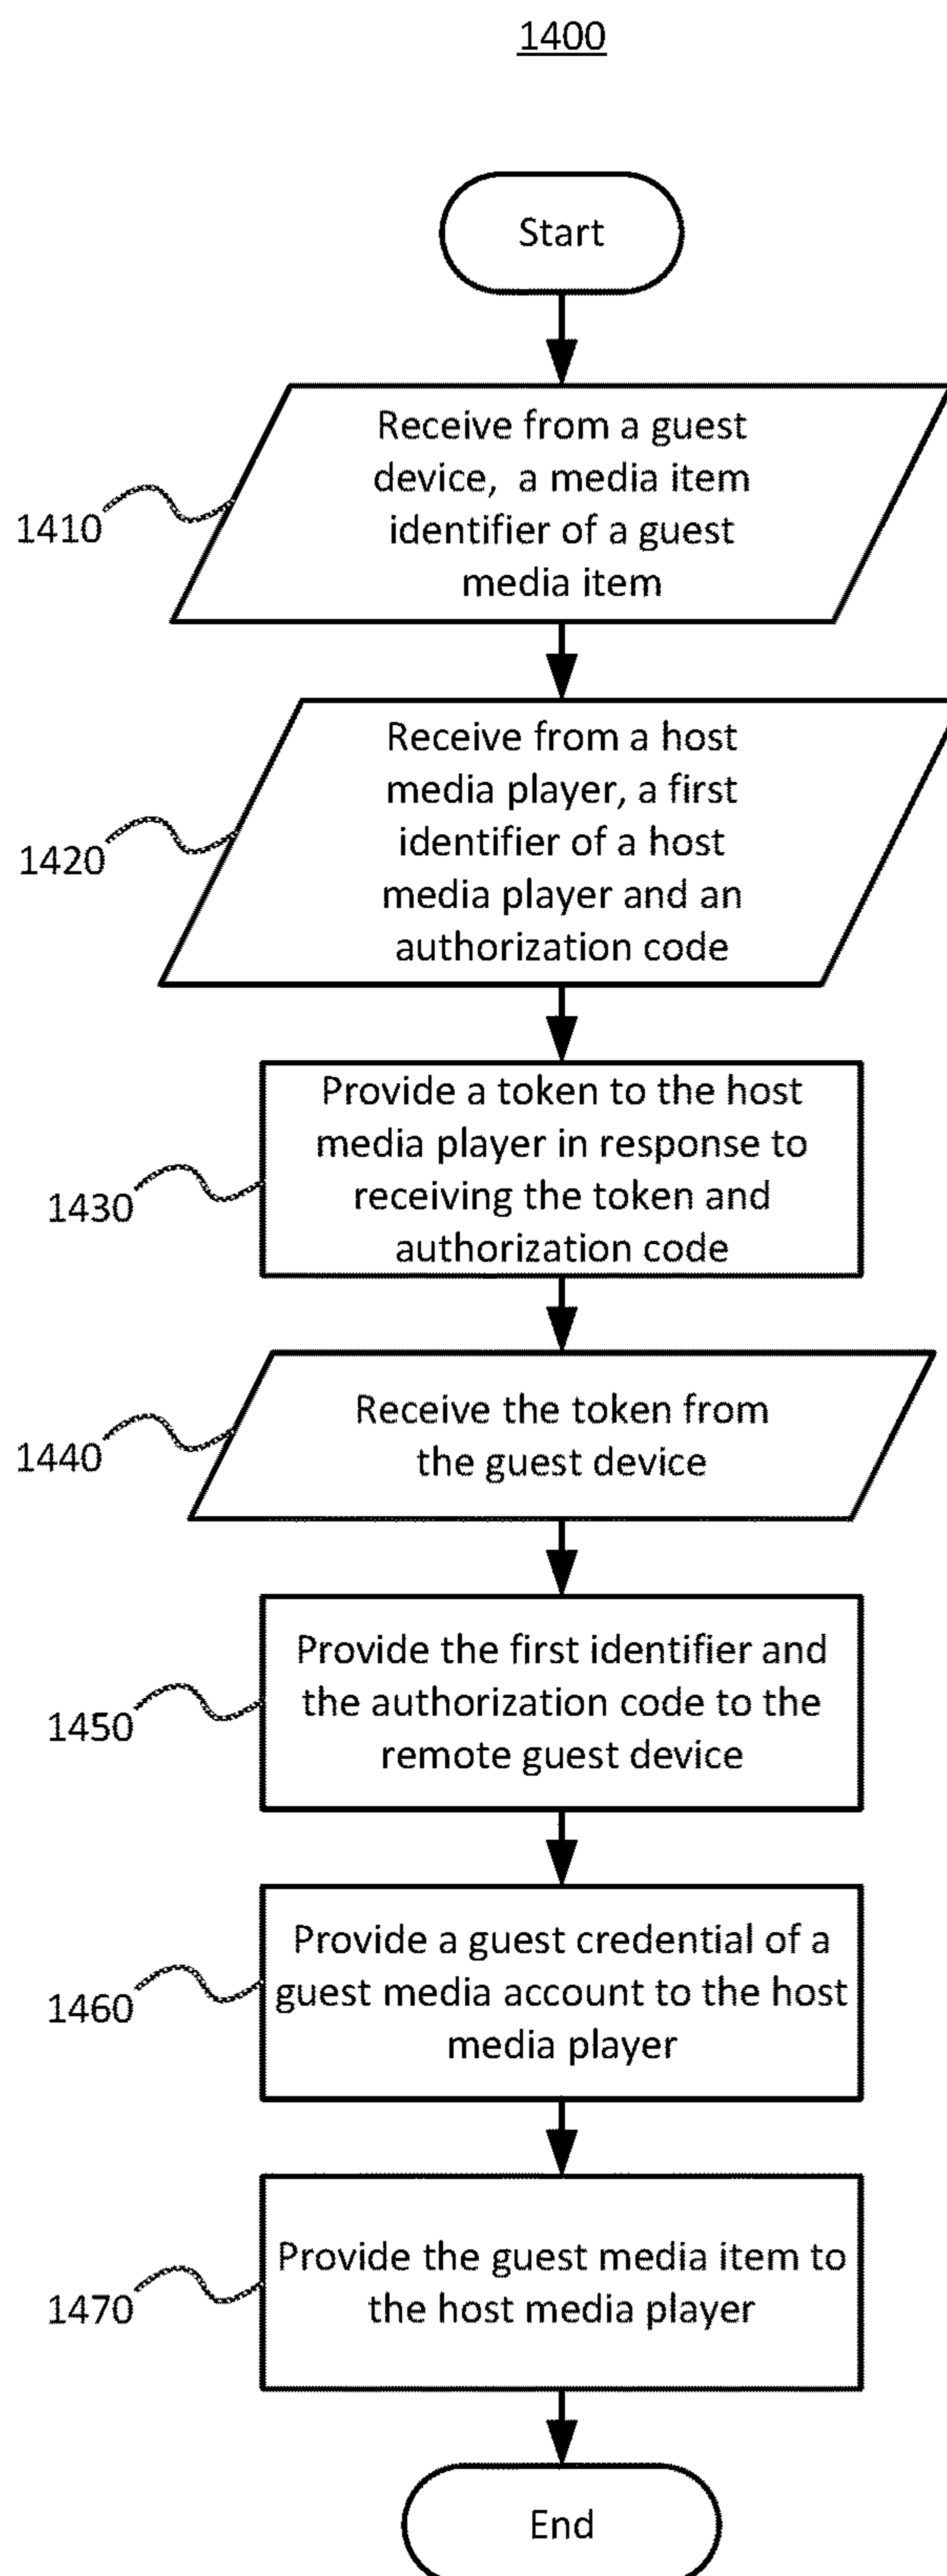 1400
Start
Receive from a guest
device, a media item
identifier of a guest
media item
1410
Receive from a host
media player, a first
identifier of a host
media player and an
authorization code
1420
Provide a token to the host
media player in response to
receiving the token and
authorization code
1430
Receive the token from
the guest device
1440
Provide the first identifier and
the authorization code to the
remote guest device
1450
Provide a guest credential of a
guest media account to the host
media player
1460
Provide the guest media item to
the host media player
1470
End